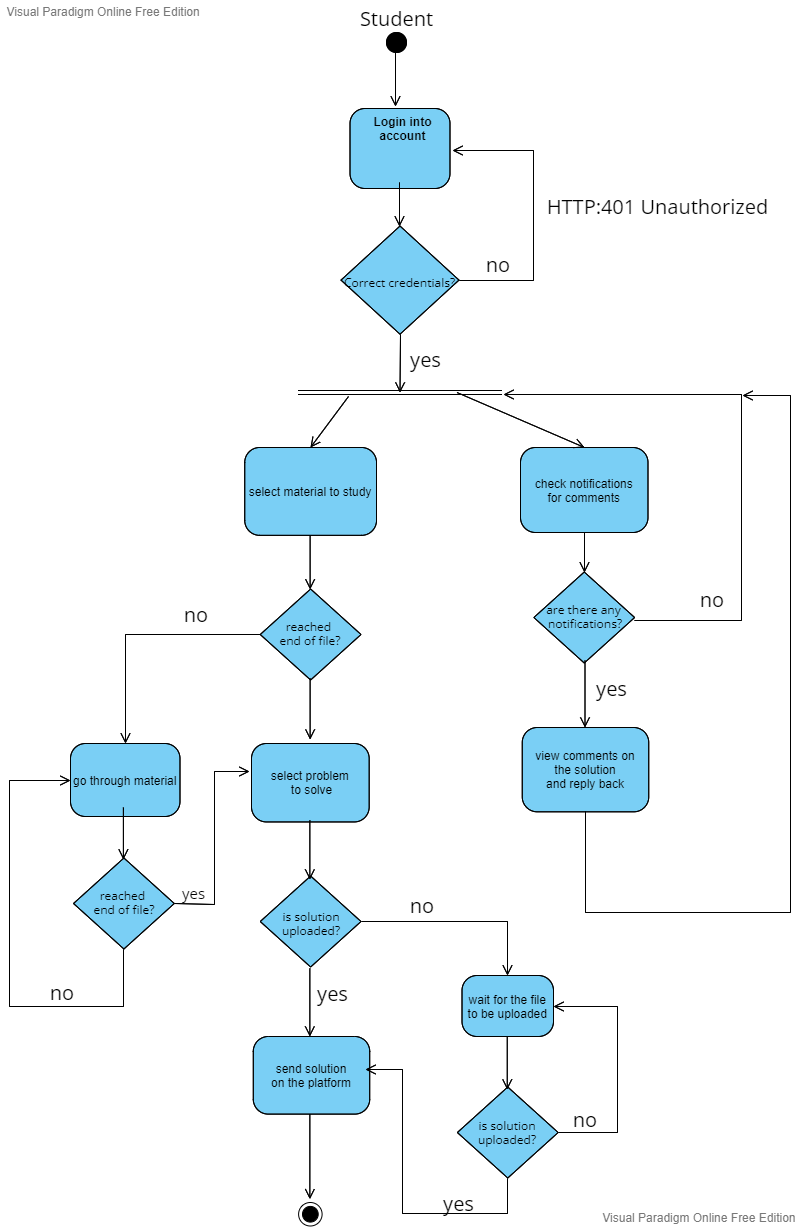 Visual Paradigm Online Free Edition
Student
Login into
account
HTTP:401 Unauthorized
no
Correct credentials?
yes
select material to study
check notifications
for comments
are there any
notifications?
no
no
reached
end of file?
yes
view comments on
the solution
and reply back
go through material
select problem
to solve
reached
end of file?
yes
no
is solution
uploaded?
no
yes
wait for the file
to be uploaded
send solution
on the platform
is solution
uploaded?
no
yes
Visual Paradigm Online Free Edition